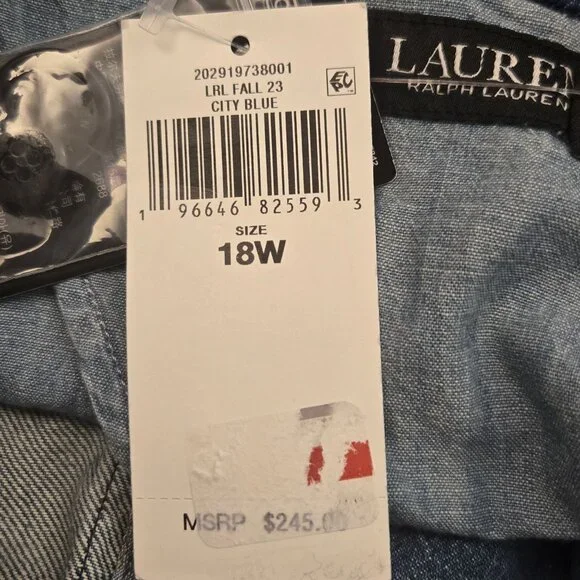 202919738001
LRL FALL 23
CITY BLUE
1 96646 82559 3
SIZE
18W
MSRP $245.00
LAUREN
RALPH LAUREN